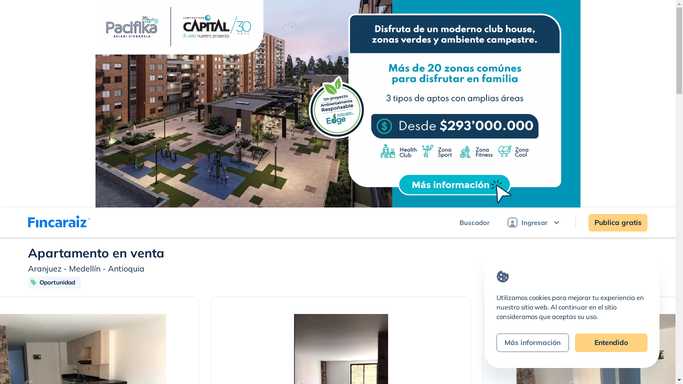 Pacifika
CAPITAL /30
Disfruta de un moderno club house,
zonas verdes y ambiente campestre.
Más de 20 zonas comúnes
para disfrutar en familia
3 tipos de aptos con amplias áreas
Un proyecto
Ambientalmente
Responsable
Edge
Desde $293'000.000
Health
Club
Zona
Sport
Zona
Fitness
Zona
Cool
Más información
Fincaraiz
Buscador
Ingresar
Publica gratis
Apartamento en venta
Aranjuez - Medellín - Antioquia
Oportunidad
Utilizamos cookies para mejorar tu experiencia en
nuestro sitio web. Al continuar en el sitio
consideramos que aceptas su uso.
Más información
Entendido